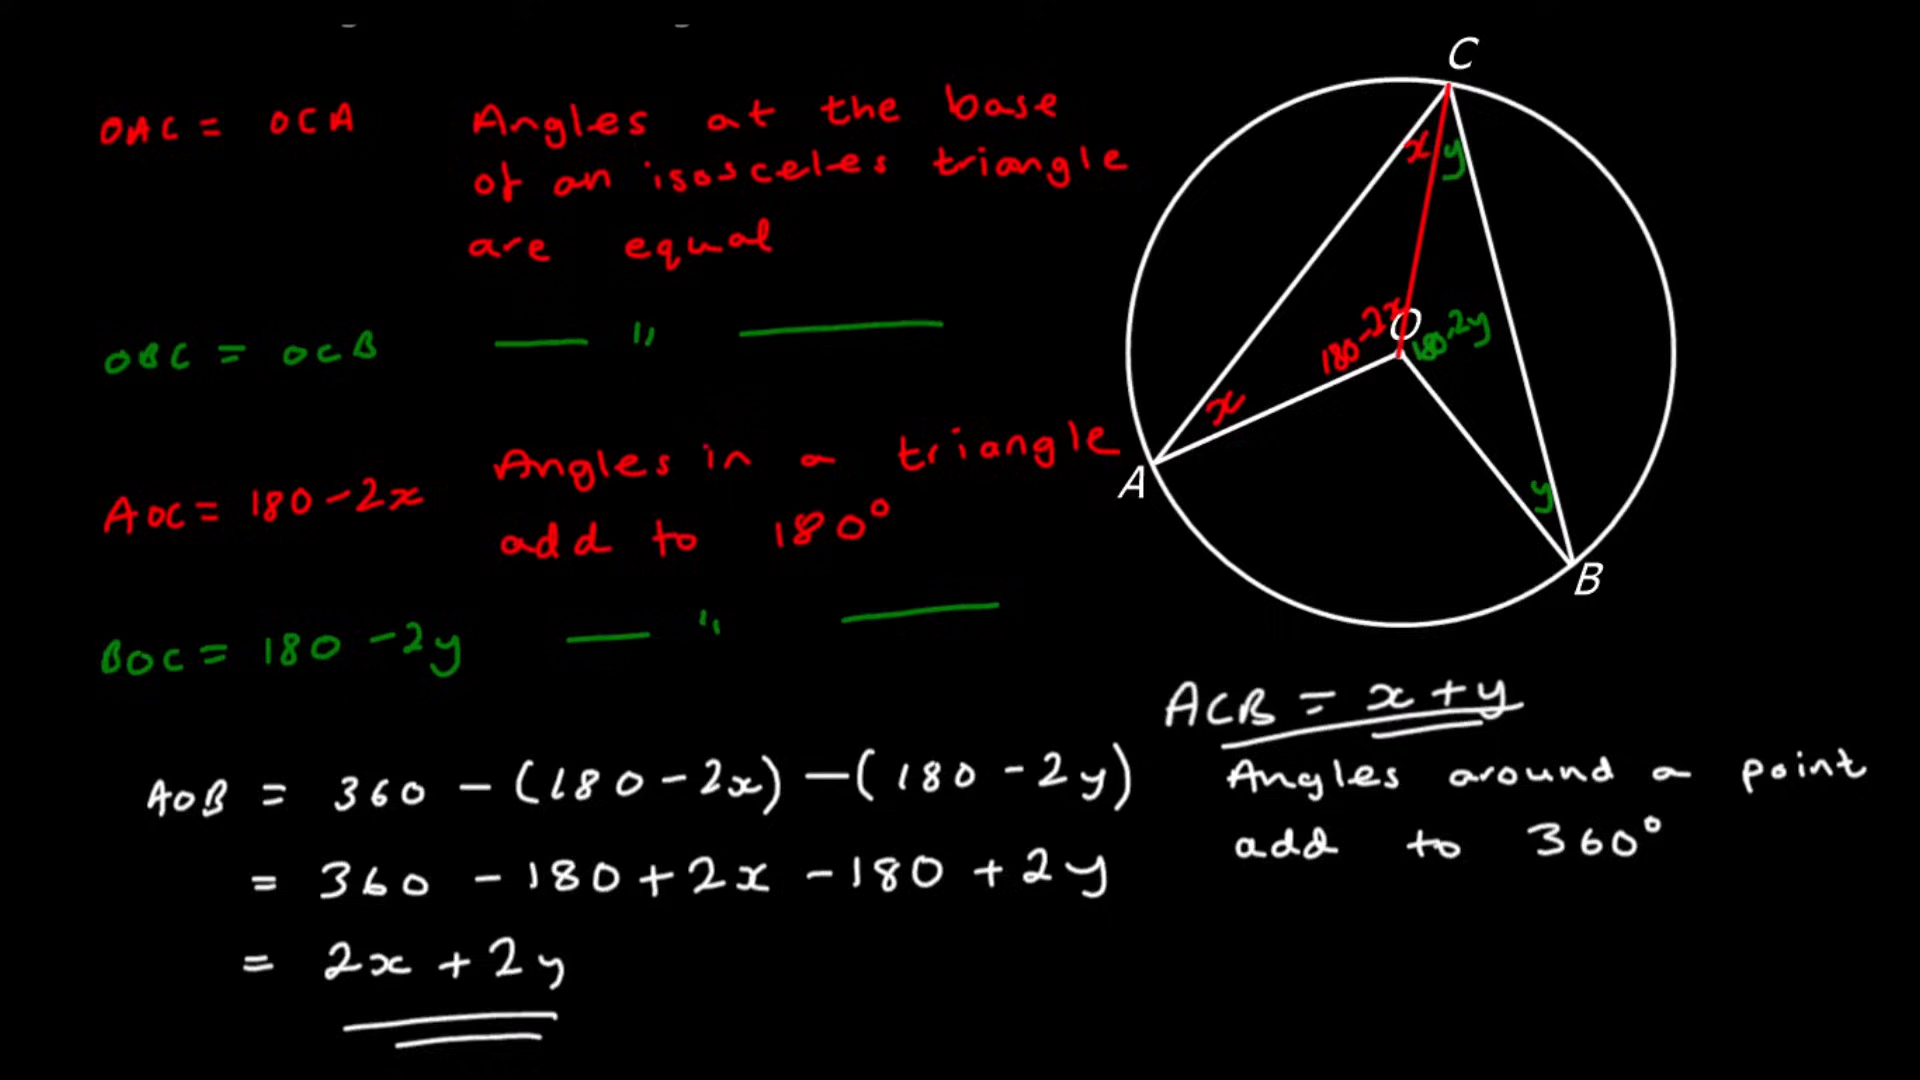 OAC = OCA Angles at the base
of an isosceles triangle
are equal
OBC = OCB — " —
AOC = 180 - 2x Angles in a triangle
add to 180°
BOC = 180 - 2y — " —
AOB = 360 - (180 - 2x) - (180 - 2y)
= 360 - 180 + 2x - 180 + 2y
= 2x + 2y
C
x y
180-2x O 180-2y
x
A
y
B
ACB = x + y
Angles around a point
add to 360°